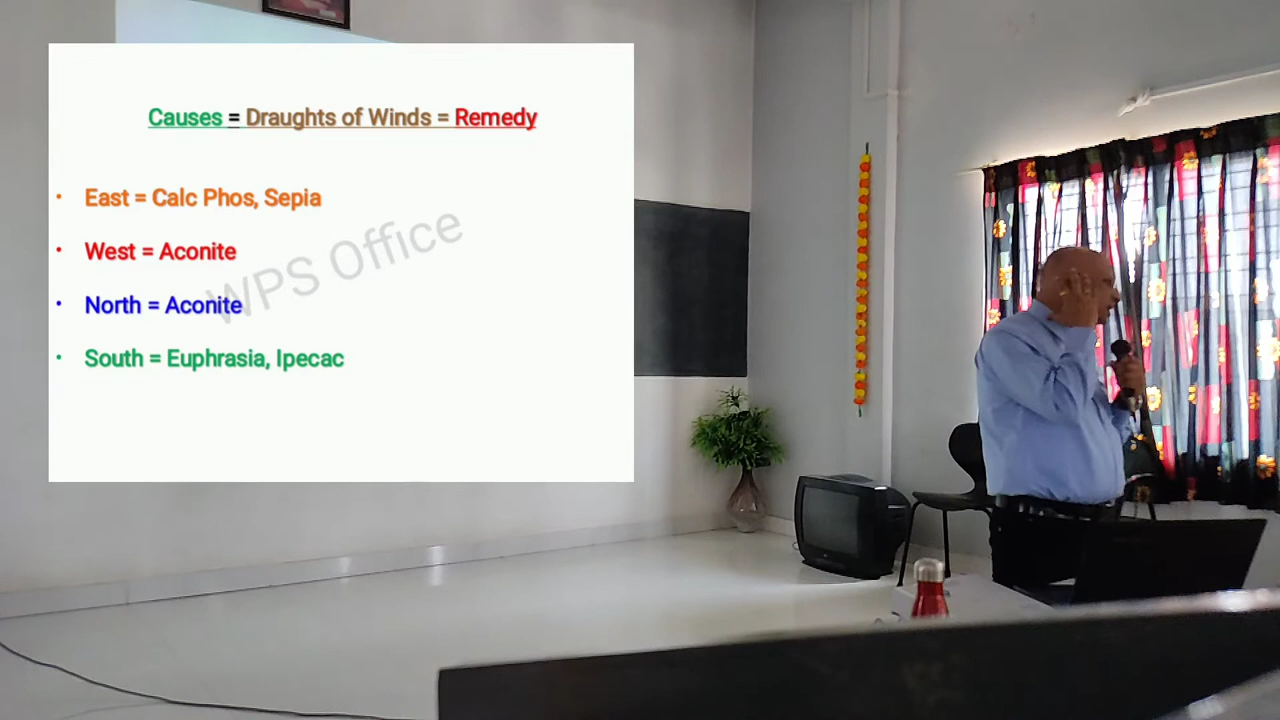 Causes = Draughts of Winds = Remedy
• East = Calc Phos, Sepia
• West = Aconite
• North = Aconite
• South = Euphrasia, Ipecac
WPS Office